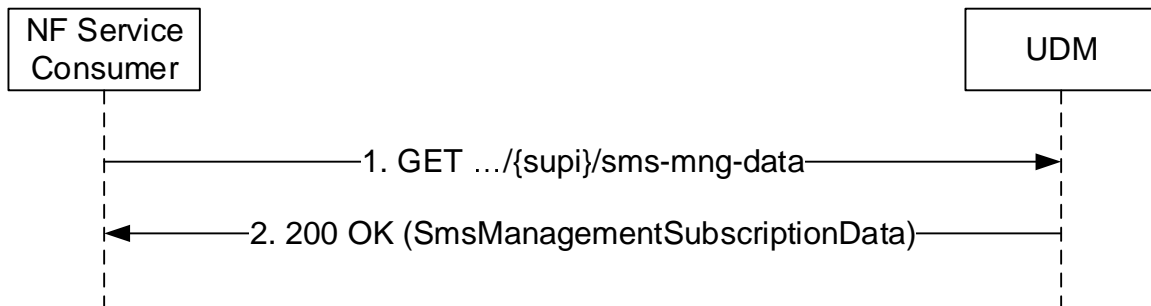 NF Service
Consumer
UDM
1. GET …/{supi}/sms-mng-data
2. 200 OK (SmsManagementSubscriptionData)